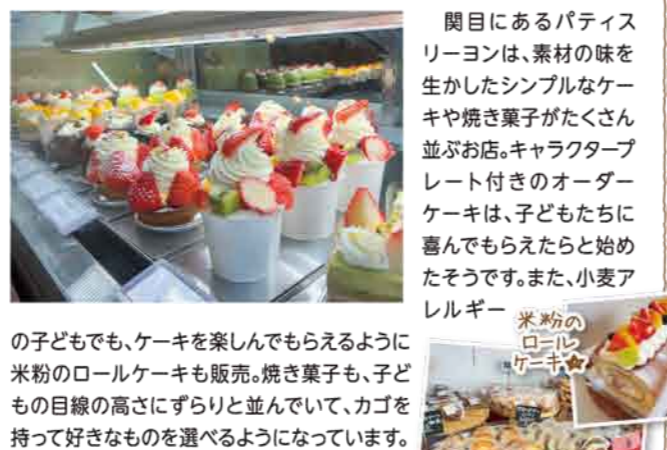 関目にあるパティス
リーヨンは、素材の味を
生かしたシンプルなケー
キや焼き菓子がたくさん
並ぶお店。キャラクタープ
レート付きのオーダー
ケーキは、子どもたちに
喜んでもらえたらと始め
たそうです。また、小麦ア
レルギー
の子どもでも、ケーキを楽しんでもらえるように
米粉のロールケーキも販売。焼き菓子も、子ど
もの目線の高さにずらりと並んでいて、カゴを
持って好きなものを選べるようになっています。
米粉の
ロール
ケーキ★